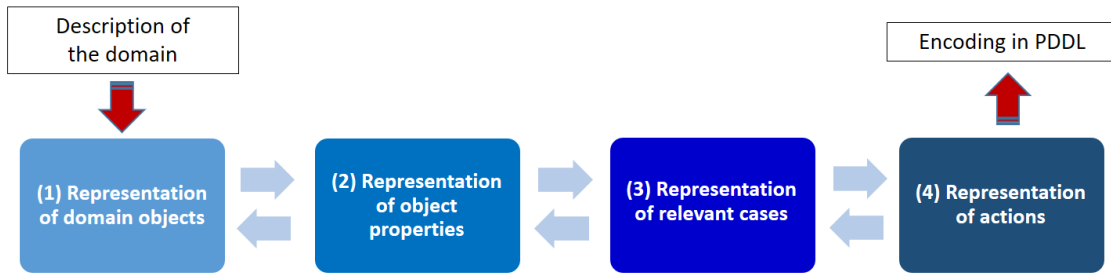 Description of
the domain
Encoding in PDDL
(1) Representation
of domain objects
(2) Representation
of object
properties
(3) Representation
of relevant cases
(4) Representation
of actions